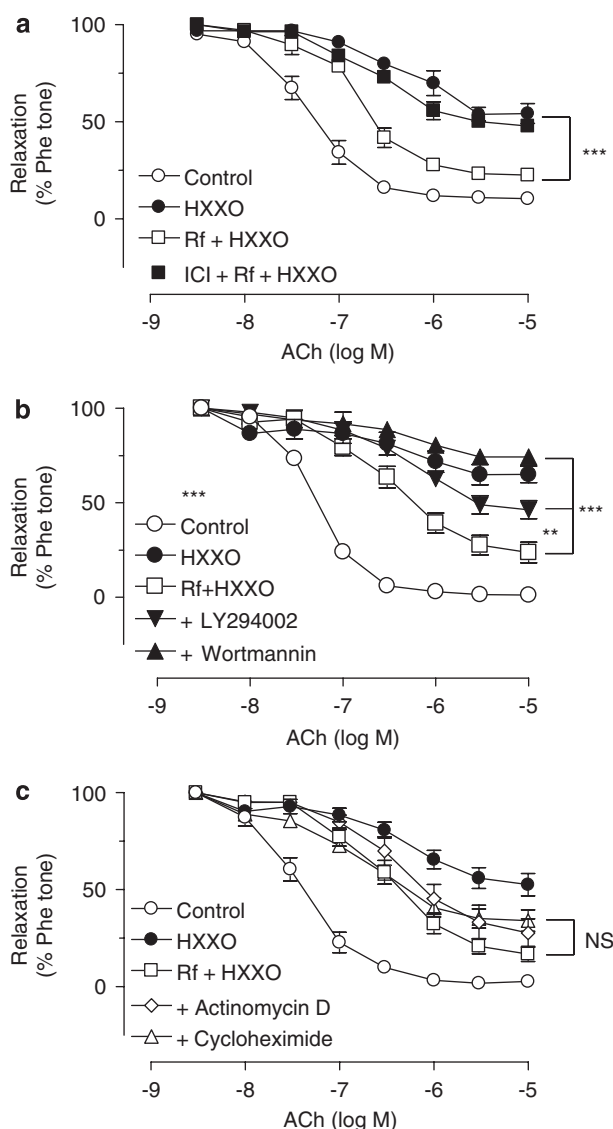 a
100
50
0
Relaxation
(% Phe tone)
Control
HXXO
Rf + HXXO
ICI + Rf + HXXO
***
-9 -8 -7 -6 -5
ACh (log M)
b
100
50
0
Relaxation
(% Phe tone)
***
Control
HXXO
Rf+HXXO
+ LY294002
+ Wortmannin
**
***
-9 -8 -7 -6 -5
ACh (log M)
c
100
50
0
Relaxation
(% Phe tone)
Control
HXXO
Rf + HXXO
+ Actinomycin D
+ Cycloheximide
NS
-9 -8 -7 -6 -5
ACh (log M)